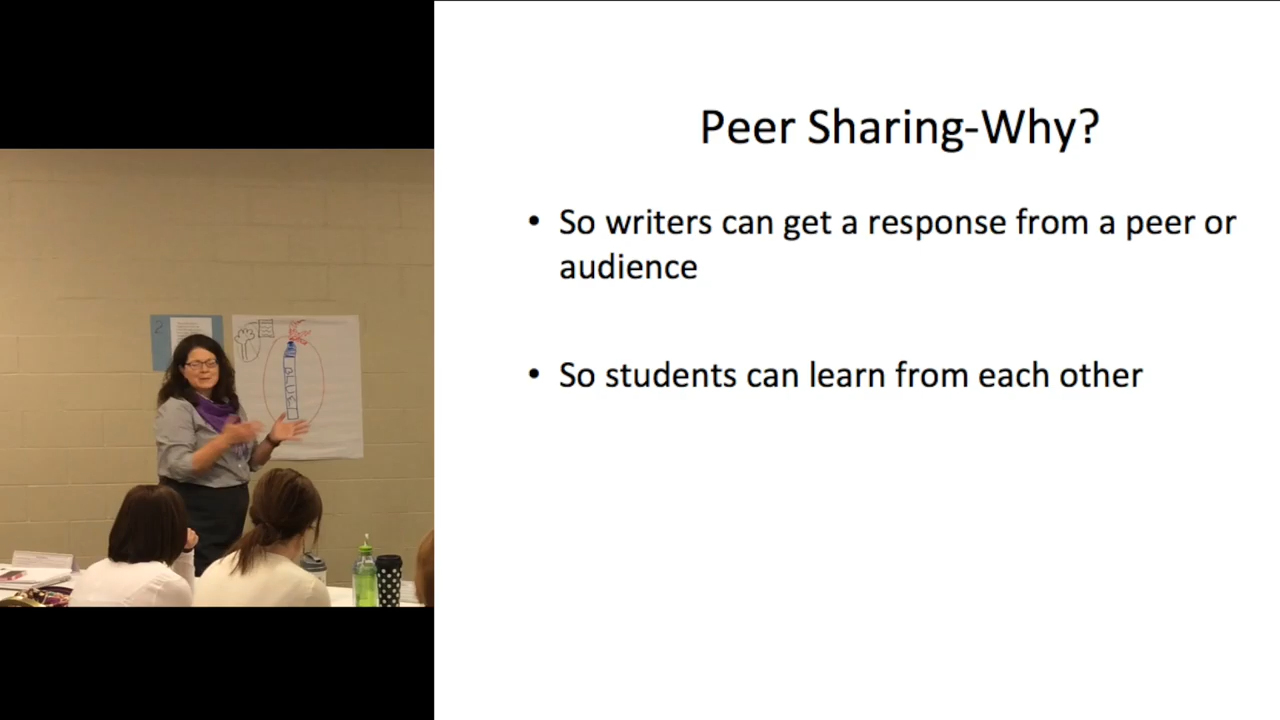 Peer Sharing-Why?
• So writers can get a response from a peer or
audience
• So students can learn from each other
2